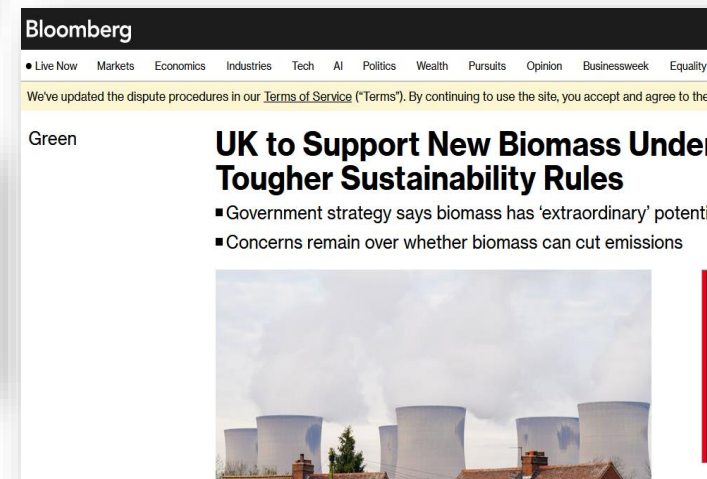 Bloomberg
• Live Now Markets Economics Industries Tech AI Politics Wealth Pursuits Opinion Businessweek Equality
We've updated the dispute procedures in our Terms of Service ("Terms"). By continuing to use the site, you accept and agree to the
Green
UK to Support New Biomass Under
Tougher Sustainability Rules
■ Government strategy says biomass has ‘extraordinary’
■ Concerns remain over whether biomass can cut emissions